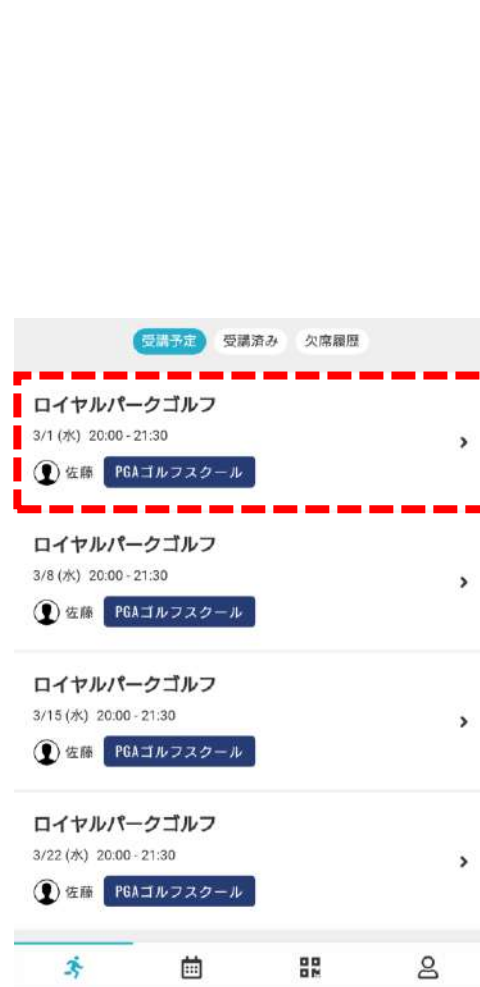 受講予定 受講済み 欠席履歴
ロイヤルパークゴルフ
3/1 (水) 20:00 - 21:30
佐藤 PGAゴルフスクール
ロイヤルパークゴルフ
3/8 (水) 20:00 - 21:30
佐藤 PGAゴルフスクール
ロイヤルパークゴルフ
3/15 (水) 20:00 - 21:30
佐藤 PGAゴルフスクール
ロイヤルパークゴルフ
3/22 (水) 20:00 - 21:30
佐藤 PGAゴルフスクール